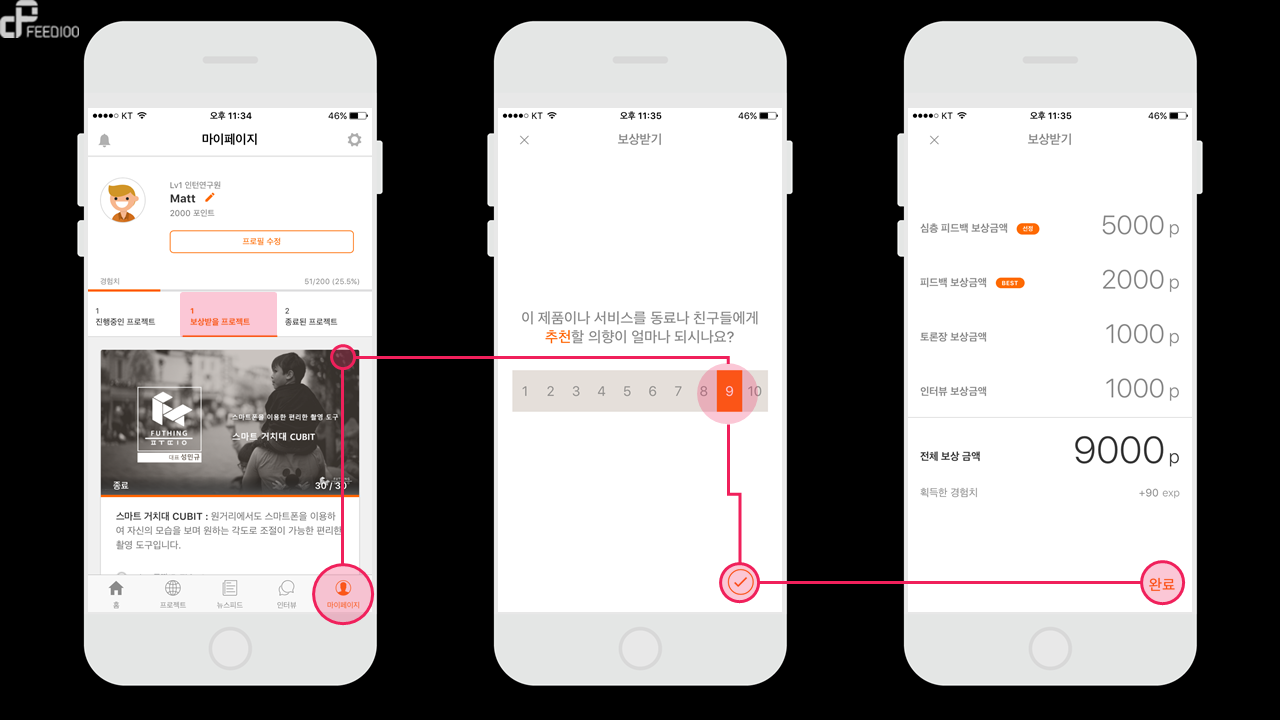 FEED100
KT
오후 11:34
46%
마이페이지
Lv1 인턴연구원
Matt
2000 포인트
프로필 수정
경험치
51/200 (25.5%)
1
진행중인 프로젝트
1
보상받을 프로젝트
2
종료된 프로젝트
FUTHING
대표 성민규
스마트폰을 이용한 편리한 촬영 도구
스마트 거치대 CUBIT
종료
30 / 30
스마트 거치대 CUBIT : 원거리에서도 스마트폰을 이용하
여 자신의 모습을 보며 원하는 각도로 조절이 가능한 편리한
촬영 도구입니다.
홈
프로젝트
뉴스피드
인터뷰
마이페이지
KT
오후 11:35
46%
보상받기
이 제품이나 서비스를 동료나 친구들에게
추천할 의향이 얼마나 되시나요?
1 2 3 4 5 6 7 8 9 10
KT
오후 11:35
46%
보상받기
심층 피드백 보상금액 선정 5000 p
피드백 보상금액 BEST 2000 p
토론장 보상금액 1000 p
인터뷰 보상금액 1000 p
전체 보상 금액 9000 p
획득한 경험치 +90 exp
완료